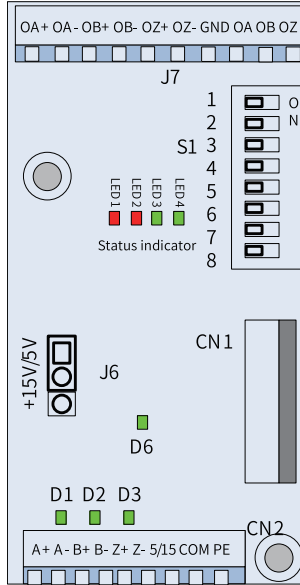 OA+ OA- OB+ OB- OZ+ OZ- GND OA OB OZ
J7
1
2
3
4
5
6
7
8
O
N
S1
LED1
LED2
LED3
LED4
Status indicator
CN1
+15V/5V
J6
D6
D1 D2 D3
CN2
A+ A- B+ B- Z+ Z- 5/15 COM PE